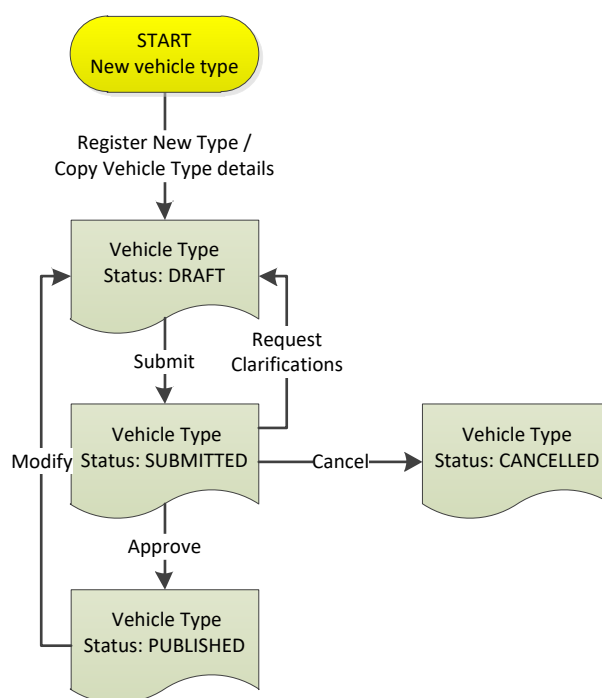 START
New vehicle type
Register New Type /
Copy Vehicle Type details
Vehicle Type
Status: DRAFT
Submit
Request
Clarifications
Vehicle Type
Status: SUBMITTED
Cancel
Vehicle Type
Status: CANCELLED
Modify
Approve
Vehicle Type
Status: PUBLISHED